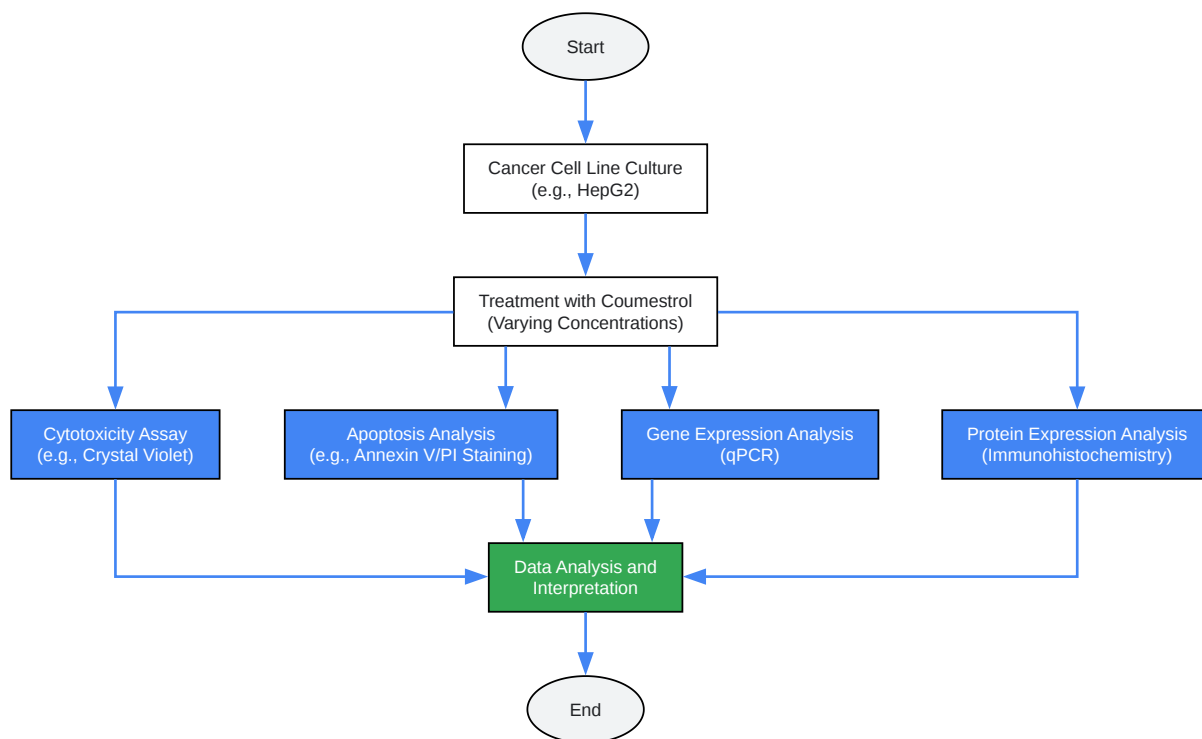 Start
Cancer Cell Line Culture
(e.g., HepG2)
Treatment with Coumestrol
(Varying Concentrations)
Cytotoxicity Assay
(e.g., Crystal Violet)
Apoptosis Analysis
(e.g., Annexin V/PI Staining)
Gene Expression Analysis
(qPCR)
Protein Expression Analysis
(Immunohistochemistry)
Data Analysis and
Interpretation
End